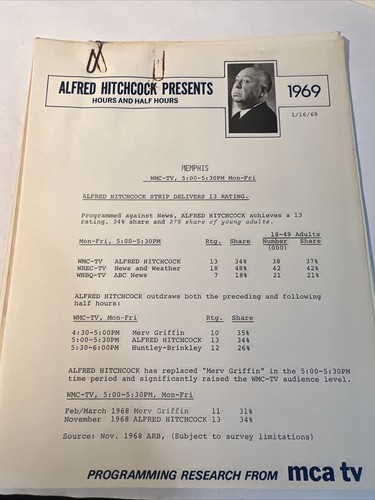 ALFRED HITCHCOCK PRESENTS
HOURS AND HALF HOURS
1969
1/16/69
MEMPHIS
WMC-TV, 5:00-5:30PM Mon-Fri
ALFRED HITCHCOCK STRIP DELIVERS 13 RATING.
Programmed against News, ALFRED HITCHCOCK achieves a 13
rating, 34% share and 37% share of young adults.
18-49 Adults
Mon-Fri, 5:00-5:30PM Rtg. Share Number Share
(000)
WMC-TV ALFRED HITCHCOCK 13 34% 38 37%
WREC-TV News and Weather 18 48% 42 42%
WHBQ-TV ABC News 7 18% 21 21%
ALFRED HITCHCOCK outdraws both the preceding and following
half hours:
WMC-TV, Mon-Fri Rtg. Share
4:30-5:00PM Merv Griffin 10 35%
5:00-5:30PM ALFRED HITCHCOCK 13 34%
5:30-6:00PM Huntley-Brinkley 12 26%
ALFRED HITCHCOCK has replaced "Merv Griffin" in the 5:00-5:30PM
time period and significantly raised the WMC-TV audience level.
WMC-TV, 5:00-5:30PM, Mon-Fri
Feb/March 1968 Merv Griffin 11 31%
November 1968 ALFRED HITCHCOCK 13 34%
Source: Nov. 1968 ARB, (Subject to survey limitations)
PROGRAMMING RESEARCH FROM mca tv